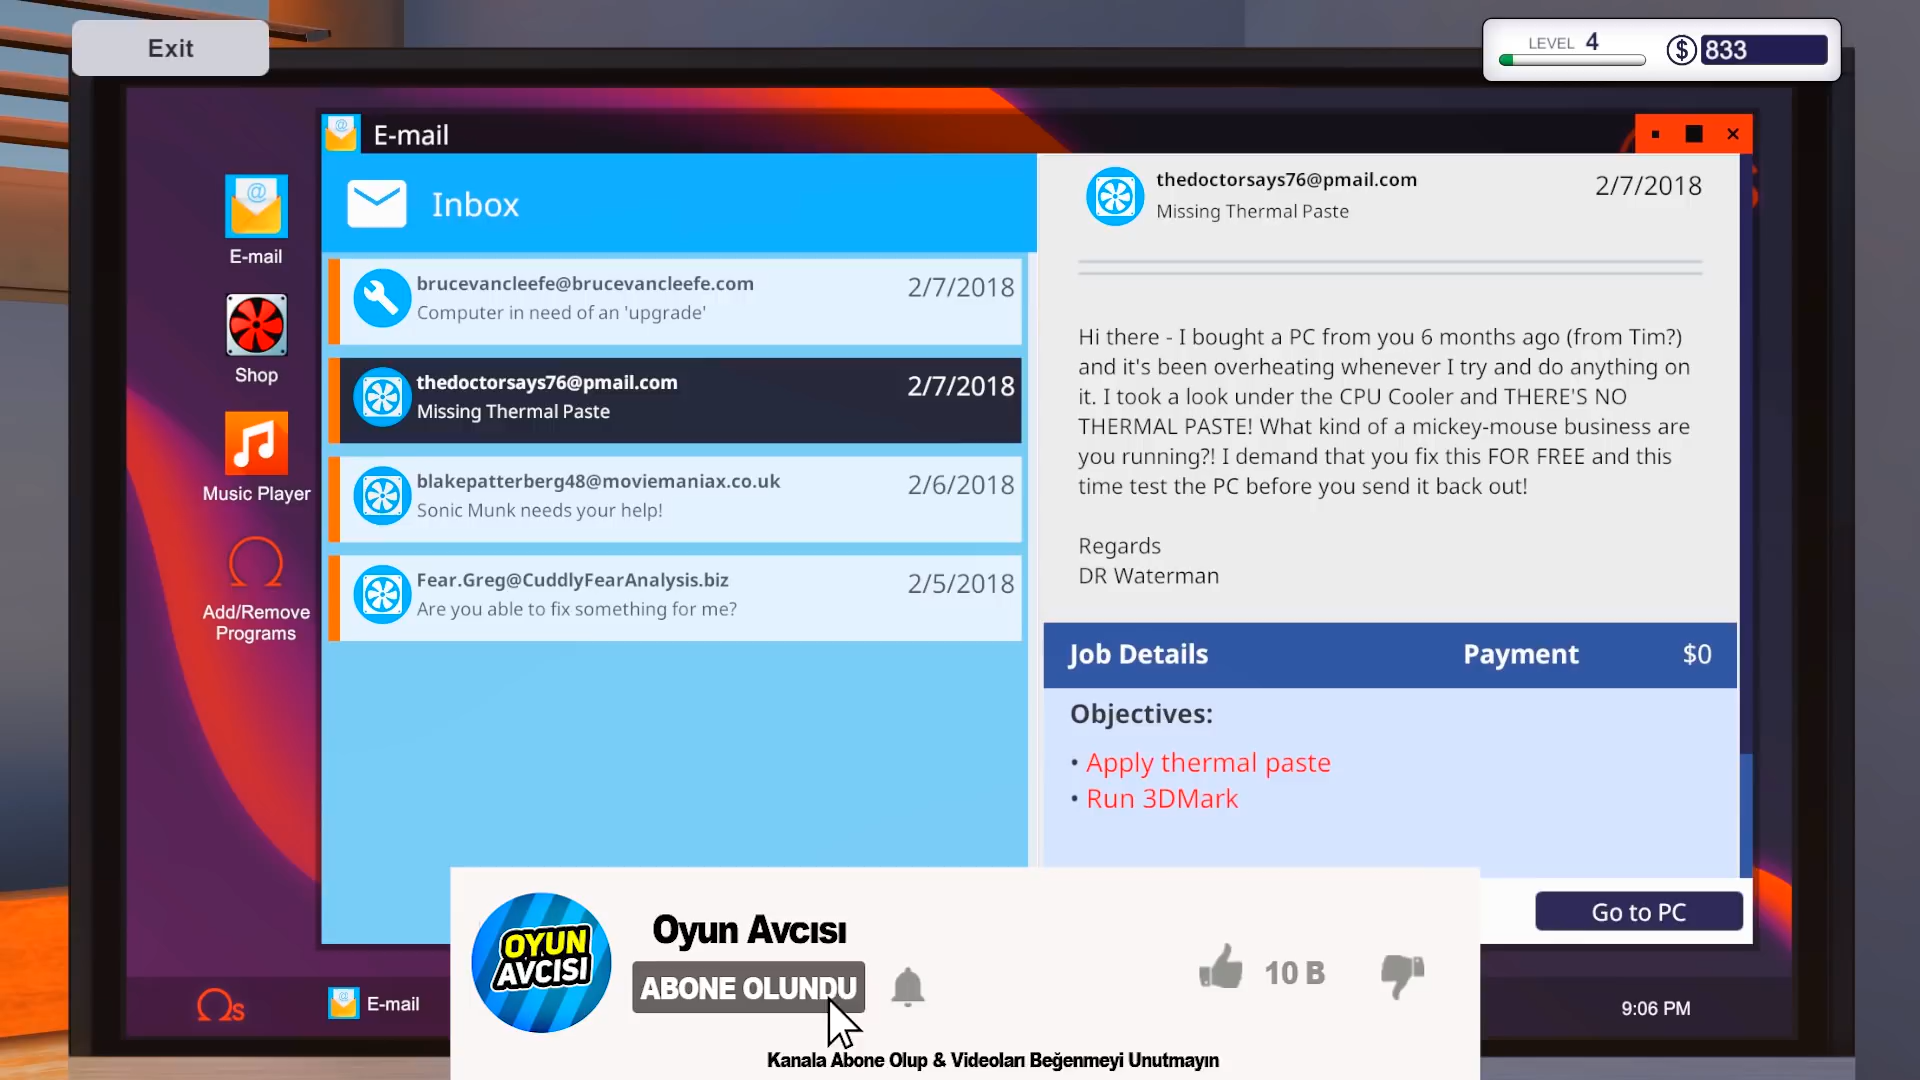 Exit
LEVEL 4
$ 833
E-mail
E-mail
Shop
Music Player
Add/Remove
Programs
Inbox
brucevancleefe@brucevancleefe.com
2/7/2018
Computer in need of an 'upgrade'
thedoctorsays76@pmail.com
2/7/2018
Missing Thermal Paste
blakepatterberg48@moviemaniax.co.uk
2/6/2018
Sonic Munk needs your help!
Fear.Greg@CuddlyFearAnalysis.biz
2/5/2018
Are you able to fix something for me?
thedoctorsays76@pmail.com
2/7/2018
Missing Thermal Paste
Hi there - I bought a PC from you 6 months ago (from Tim?)
and it's been overheating whenever I try and do anything on
it. I took a look under the CPU Cooler and THERE'S NO
THERMAL PASTE! What kind of a mickey-mouse business are
you running?! I demand that you fix this FOR FREE and this
time test the PC before you send it back out!
Regards
DR Waterman
Job Details
Payment
$0
Objectives:
• Apply thermal paste
• Run 3DMark
Go to PC
OYUN
AVCISI
Oyun Avcısı
ABONE OLUNDU
10 B
Kanala Abone Olup & Videoları Beğenmeyi Unutmayın
Ωs
E-mail
9:06 PM